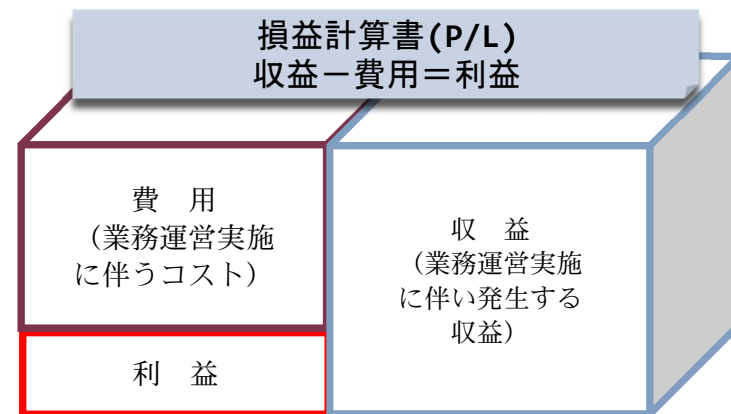 損益計算書(P/L)
収益－費用＝利益
費　用
（業務運営実施
に伴うコスト）
利　益
収　益
（業務運営実施
に伴い発生する
収益）